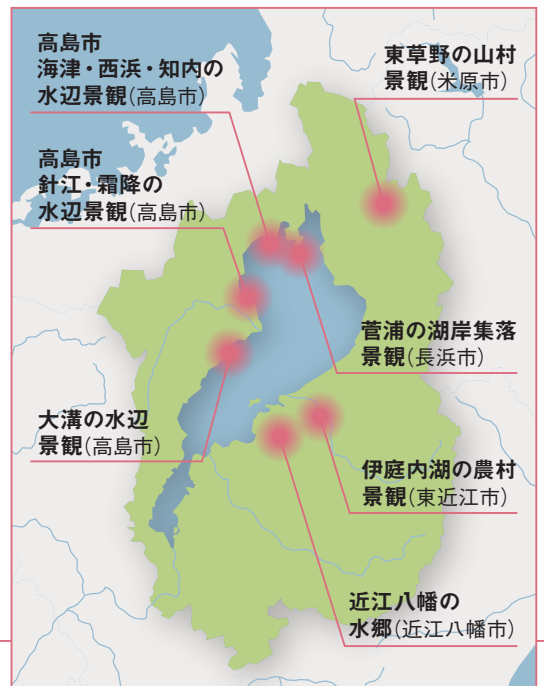 高島市
海津・西浜・知内の
水辺景観(高島市)
東草野の山村
景観(米原市)
高島市
針江・霜降の
水辺景観(高島市)
菅浦の湖岸集落
景観(長浜市)
大溝の水辺
景観(高島市)
伊庭内湖の農村
景観(東近江市)
近江八幡の
水郷(近江八幡市)